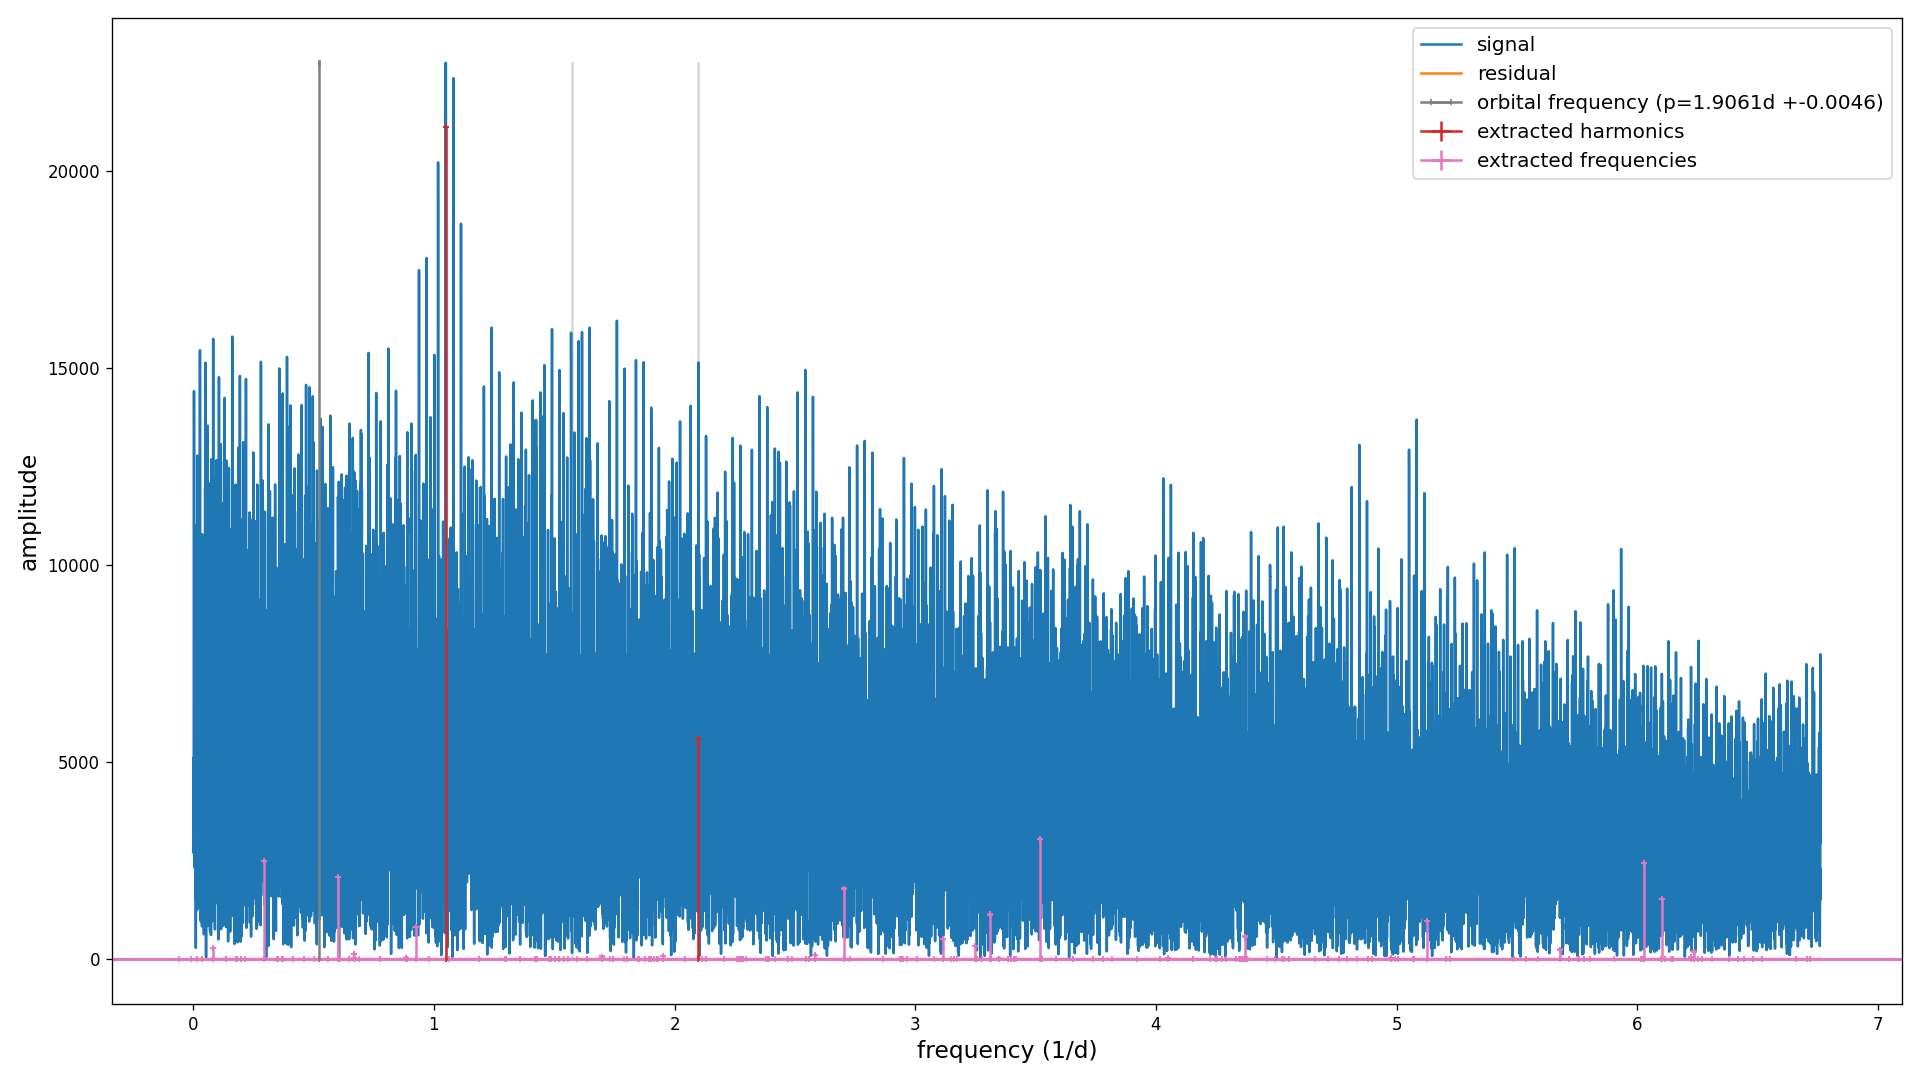 signal
residual
orbital frequency (p=1.9061d +-0.0046)
extracted harmonics
extracted frequencies
amplitude
20000
15000
10000
5000
0
0 1 2 3 4 5 6 7
frequency (1/d)